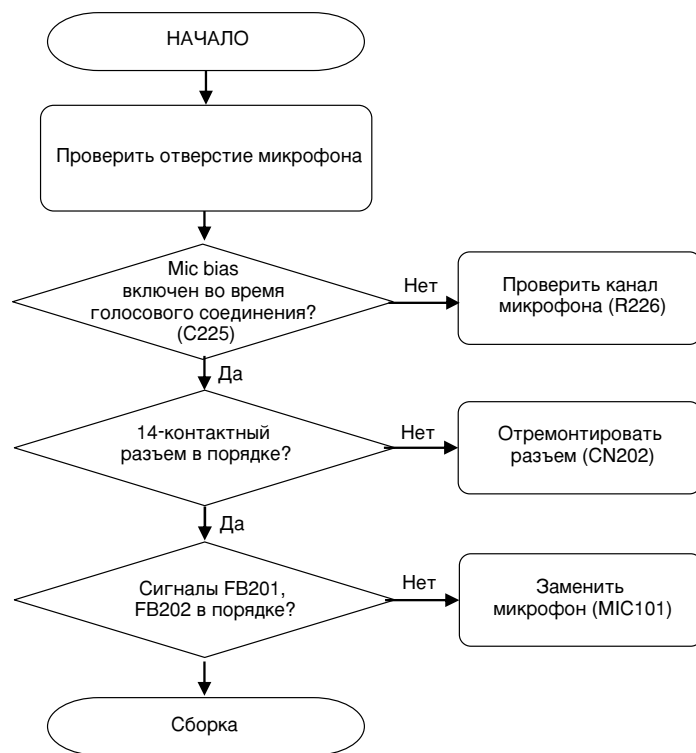 НАЧАЛО
Проверить отверстие микрофона
Mic bias
включен во время
голосового соединения?
(C225)
Нет
Проверить канал
микрофона (R226)
Да
14-контактный
разъем в порядке?
Нет
Отремонтировать
разъем (CN202)
Да
Сигналы FB201,
FB202 в порядке?
Нет
Заменить
микрофон (MIC101)
Сборка